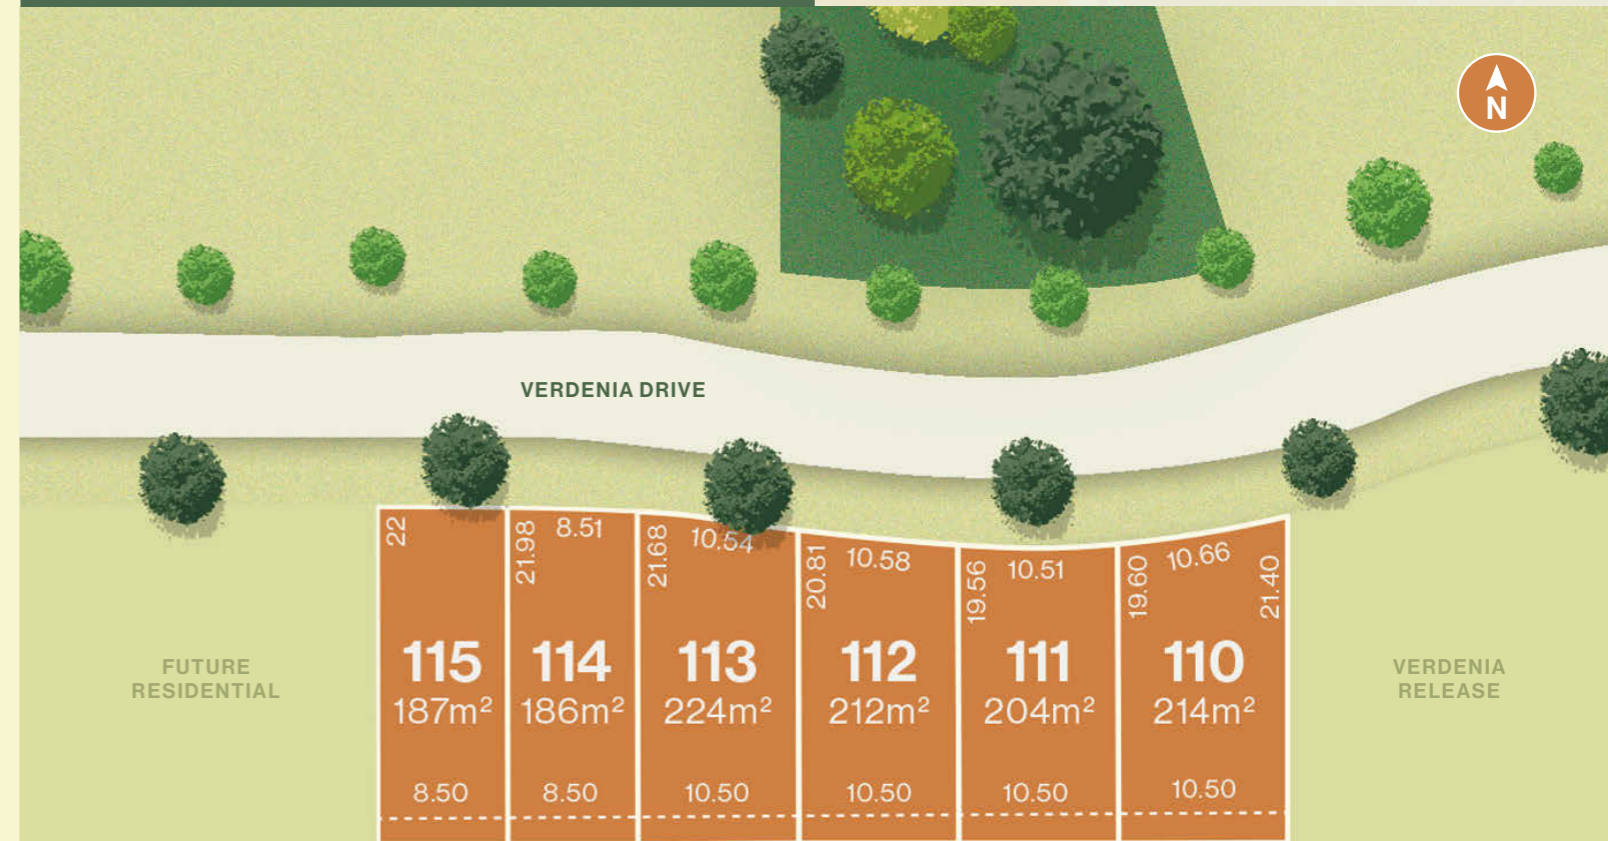 N
VERDENIA DRIVE
22
21.98
8.51
21.68
10.54
20.81
10.58
19.56
10.51
19.60
10.66
21.40
115
187m²
114
186m²
113
224m²
112
212m²
111
204m²
110
214m²
FUTURE
RESIDENTIAL
VERDENIA
RELEASE
8.50
8.50
10.50
10.50
10.50
10.50